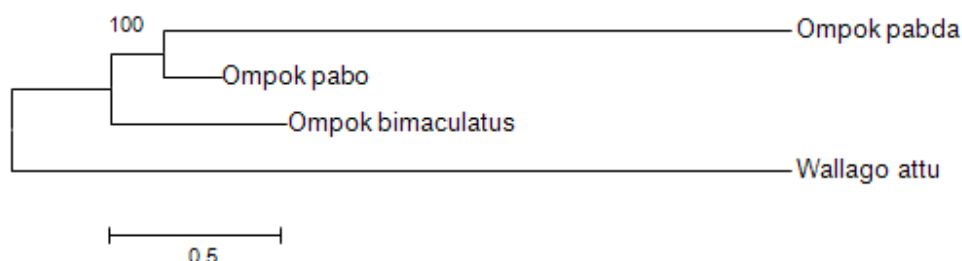 100
Ompok pabda
Ompok pabo
Ompok bimaculatus
Wallago attu
0.5